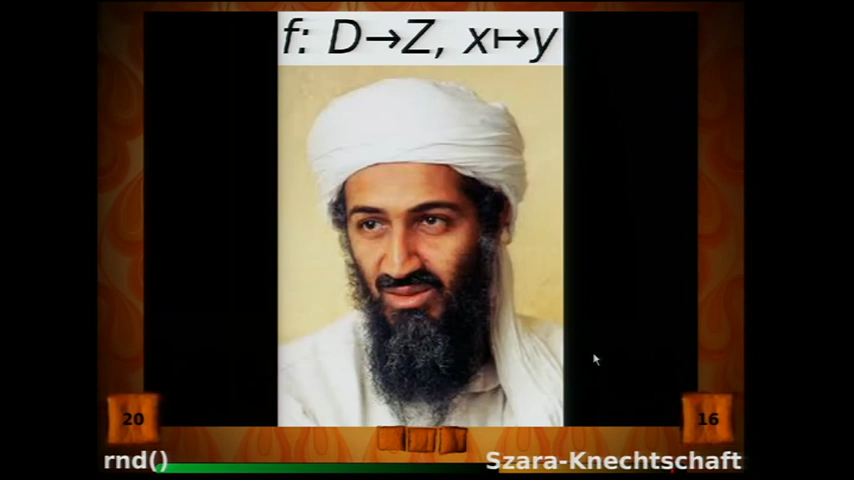 f: D→Z, x↦y
20
16
rnd()
Szara-Knechtschaft